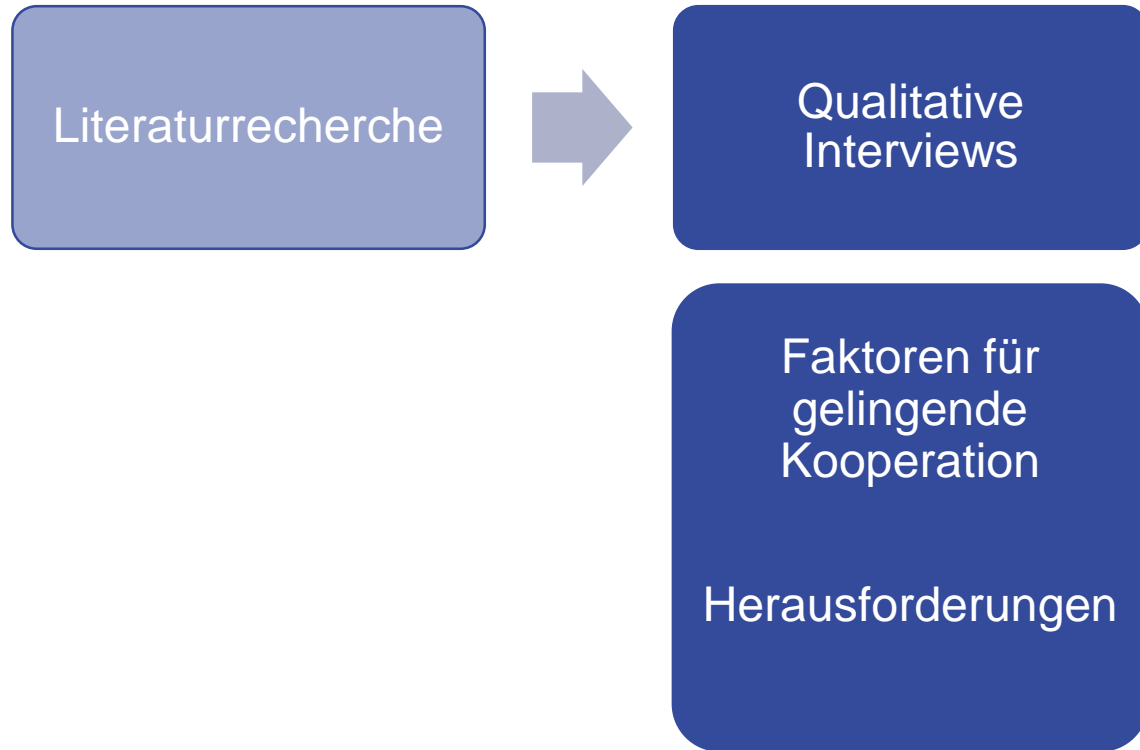 Literaturrecherche
Qualitative
Interviews
Faktoren für
gelingende
Kooperation
Herausforderungen